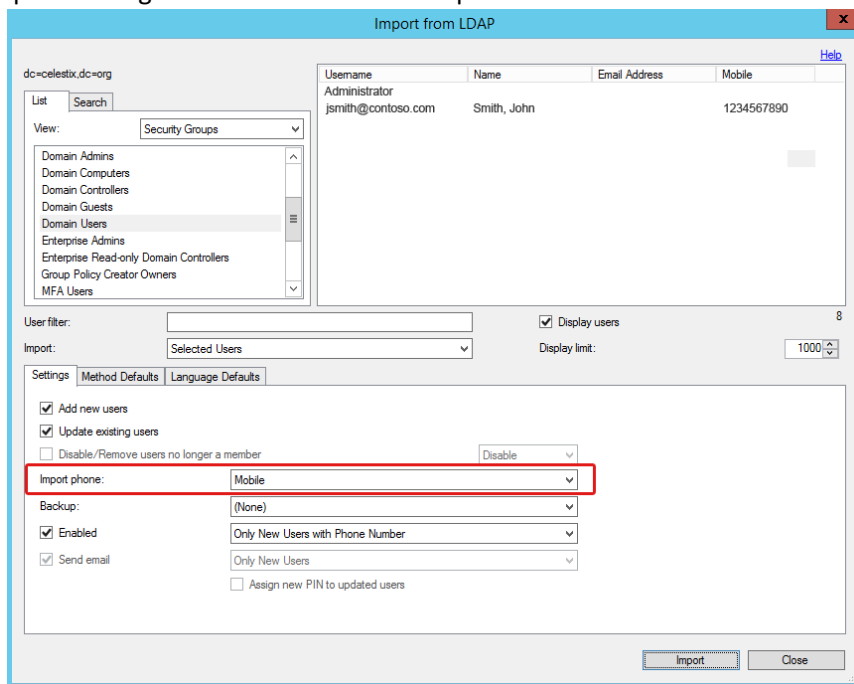 Import from LDAP
x
Help
dc=celestix,dc=org
List Search
View: Security Groups
Domain Admins
Domain Computers
Domain Controllers
Domain Guests
Domain Users
Enterprise Admins
Enterprise Read-only Domain Controllers
Group Policy Creator Owners
MFA Users
Username Name Email Address Mobile
Administrator
jsmith@contoso.com Smith, John 1234567890
User filter: Display users 8
Import: Selected Users Display limit: 1000
Settings Method Defaults Language Defaults
Add new users
Update existing users
Disable/Remove users no longer a member Disable
Import phone: Mobile
Backup: (None)
Enabled Only New Users with Phone Number
Send email Only New Users
Assign new PIN to updated users
Import Close